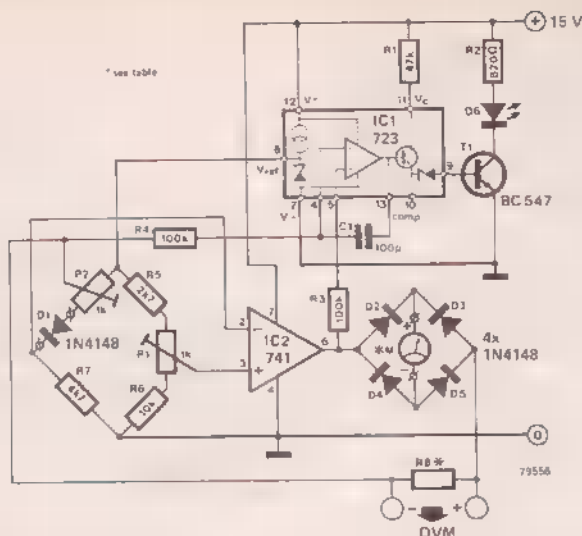 + 15 V
* see table
R1
47k
R2
820Ω
D6
12 V+
11 Vc
IC1
723
T1
BC547
6
Vref
9
V-
7
4
5
13
10
comp
C1
100p
R4
100k
P2
1k
R5
2k7
R3
100k
D1
1N4148
P1
1k
R7
4k7
R6
10k
2
3
7
6
4
IC2
741
D2
D3
*M
D4
D5
4x
1N4148
0
79556
R8*
- +
DVM